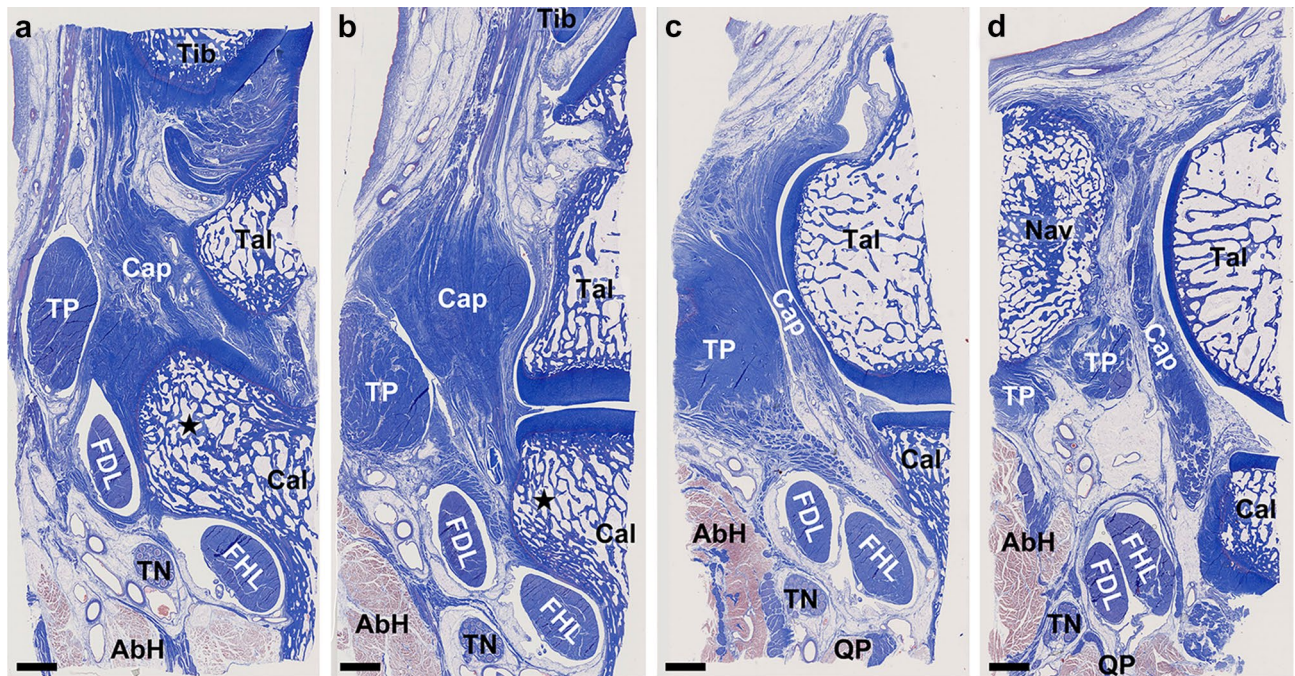 a
Tib
Tal
Cap
TP
★
FDL
Cal
TN
FHL
AbH
b
Tib
Tal
Cap
TP
★
Cal
FDL
FHL
AbH
TN
c
Tal
Cap
TP
Cal
FDL
AbH
FHL
TN
QP
d
Nav
Tal
Cap
TP
TP
Cal
AbH
FHL
FDL
TN
QP